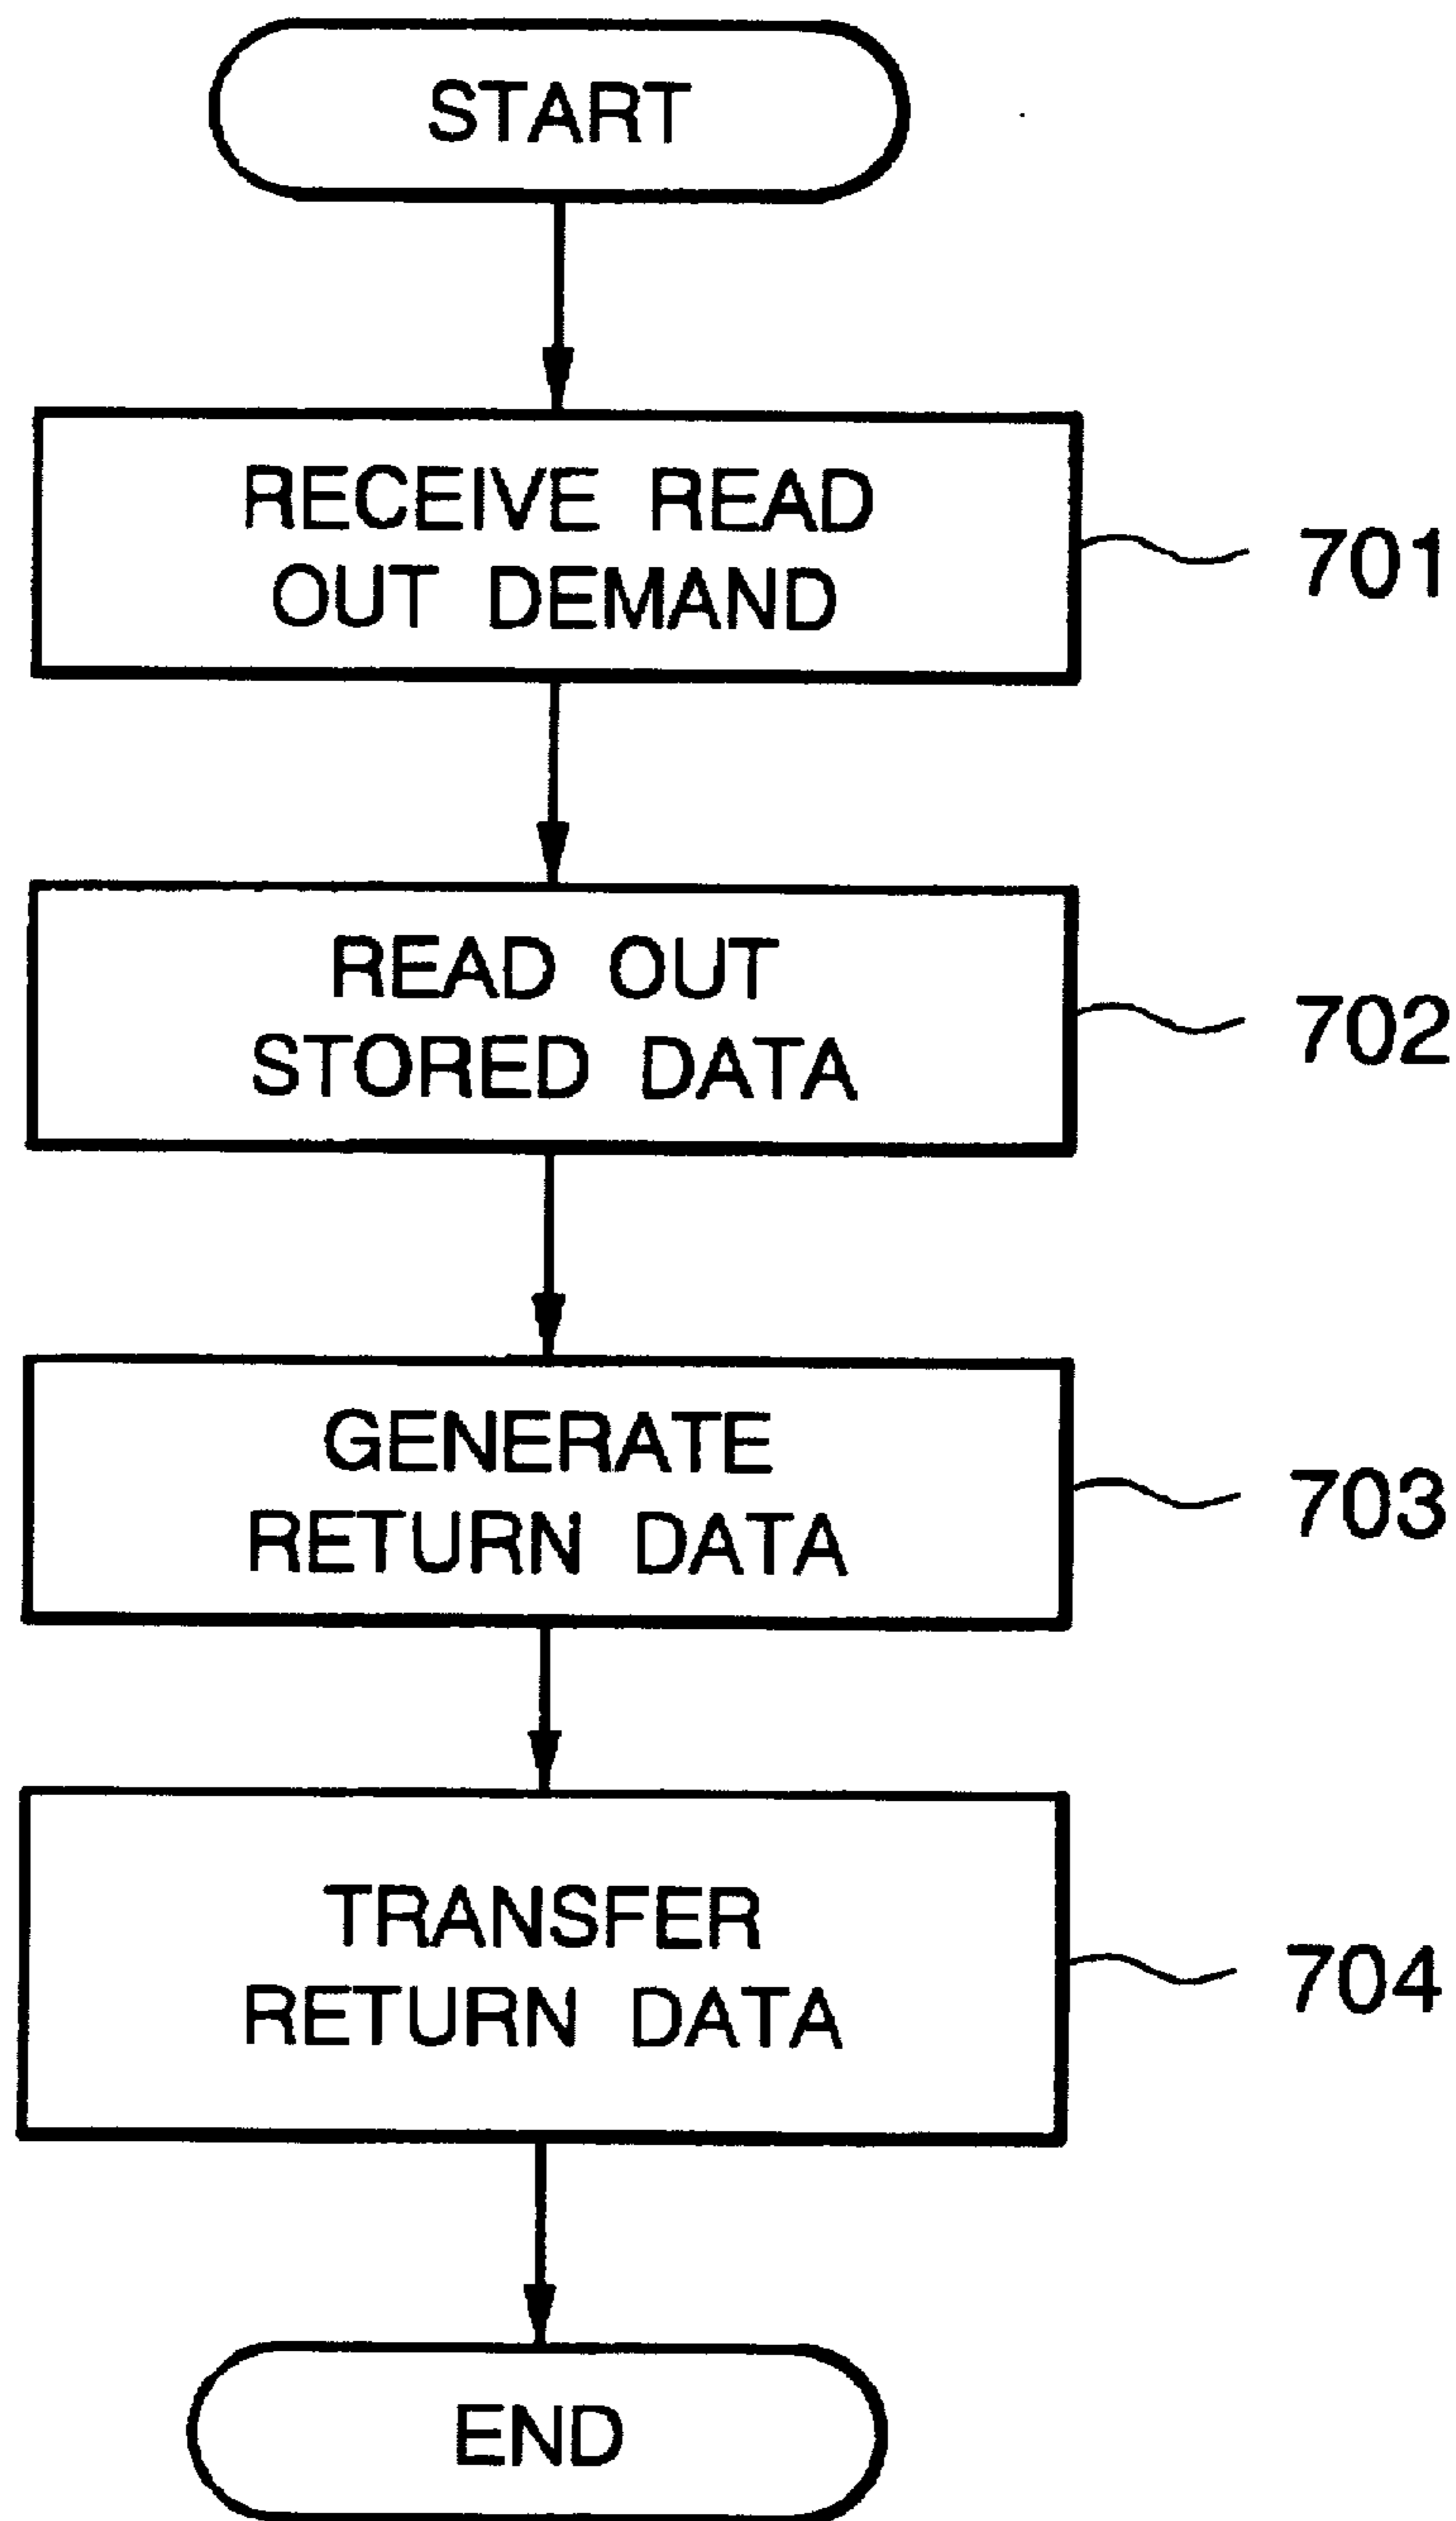 START
RECEIVE READ
OUT DEMAND
701
READ OUT
STORED DATA
702
GENERATE
RETURN DATA
703
TRANSFER
RETURN DATA
704
END